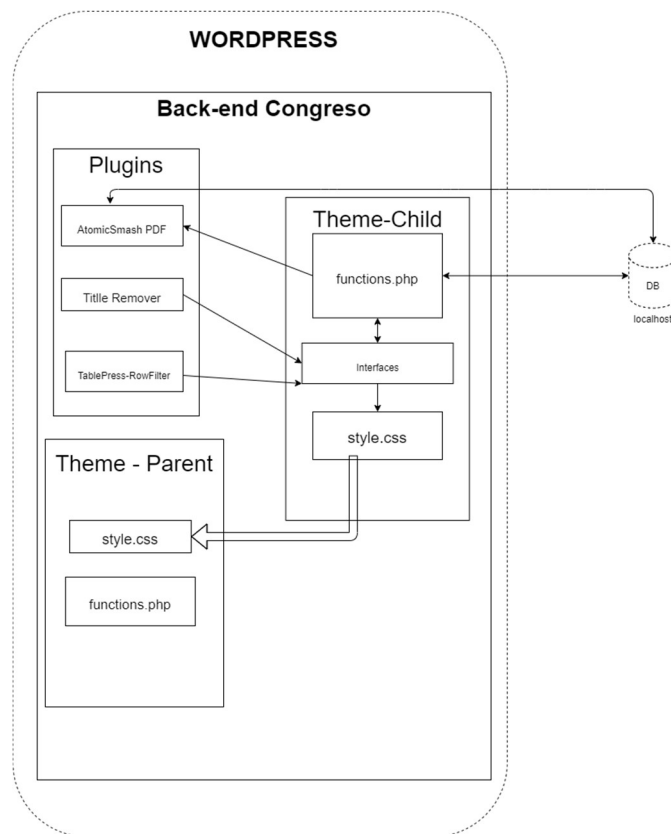 WORDPRESS
Back-end Congreso
Plugins
AtomicSmash PDF
Titlle Remover
TablePress-RowFilter
Theme-Child
functions.php
Interfaces
style.css
DB
localhost
Theme - Parent
style.css
functions.php